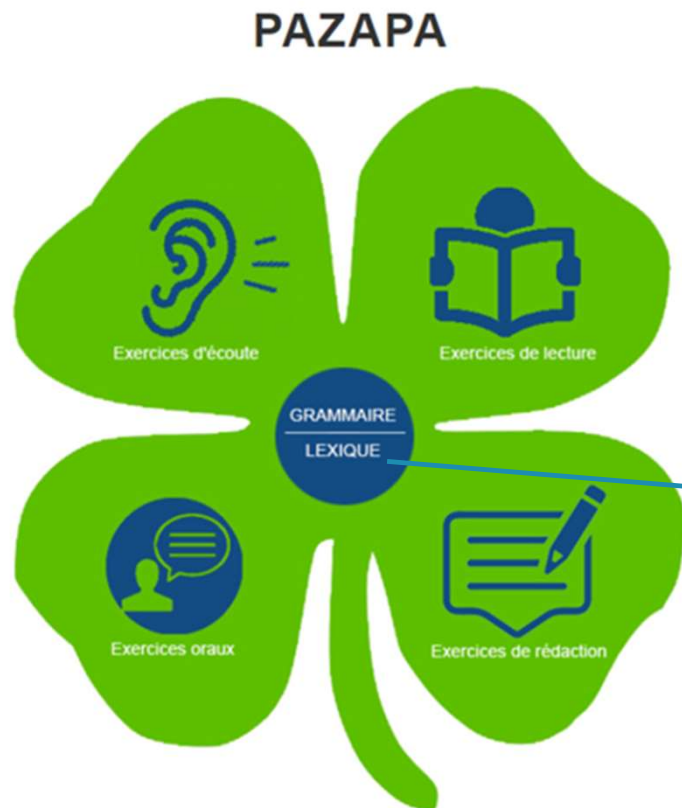 PAZAPA
Exercices d'écoute
Exercices de lecture
GRAMMAIRE
LEXIQUE
Exercices oraux
Exercices de rédaction